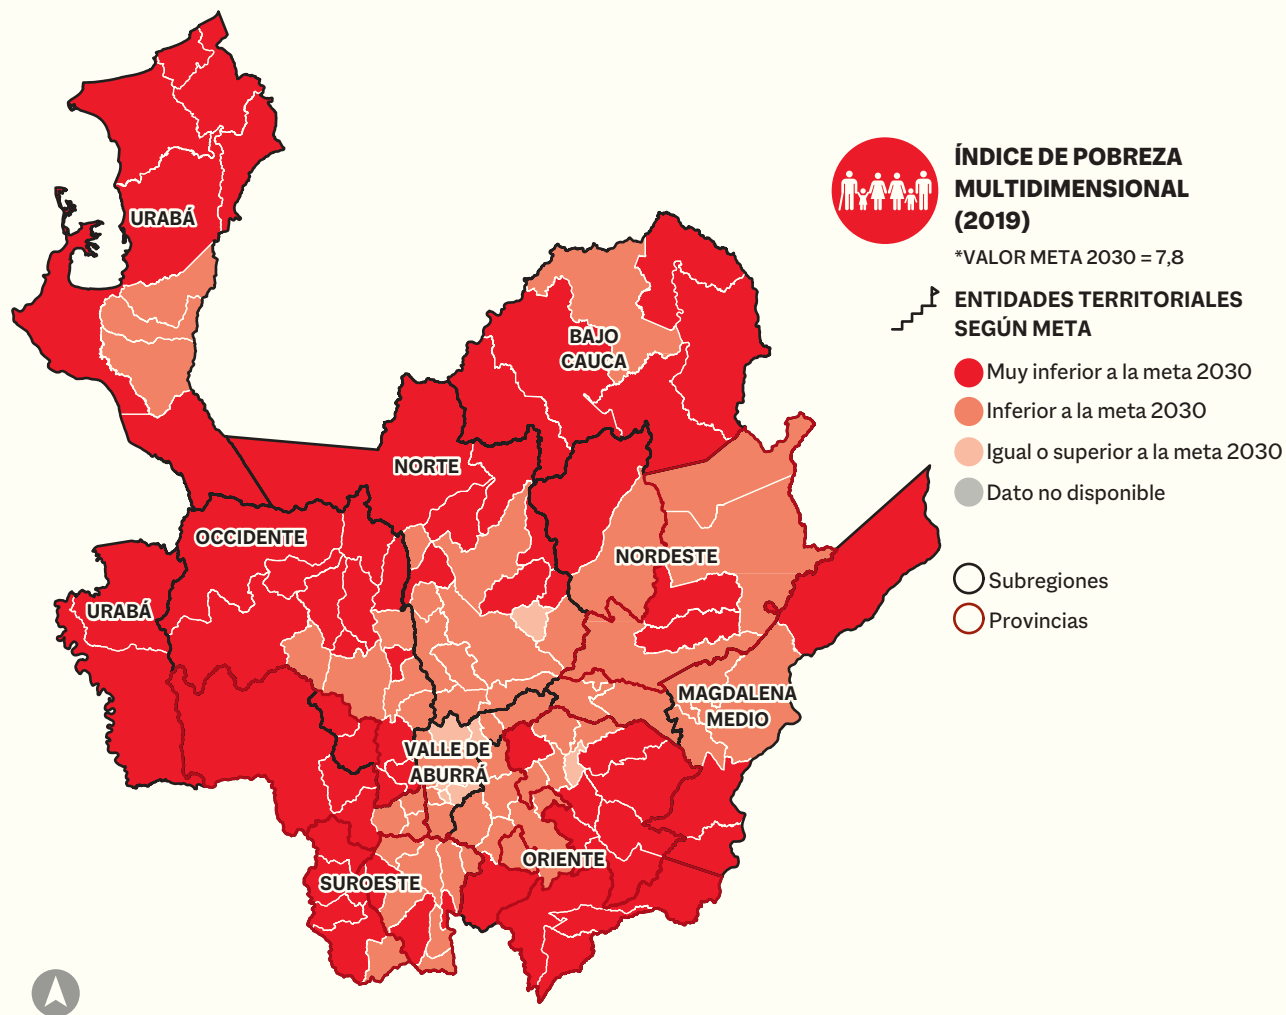 ÍNDICE DE POBREZA
MULTIDIMENSIONAL
(2019)
*VALOR META 2030 = 7,8
ENTIDADES TERRITORIALES
SEGÚN META
Muy inferior a la meta 2030
Inferior a la meta 2030
Igual o superior a la meta 2030
Dato no disponible
Subregiones
Provincias
URABÁ
BAJO
CAUCA
NORTE
OCCIDENTE
NORDESTE
URABÁ
MAGDALENA
MEDIO
VALLE DE
ABURRÁ
ORIENTE
SUROESTE